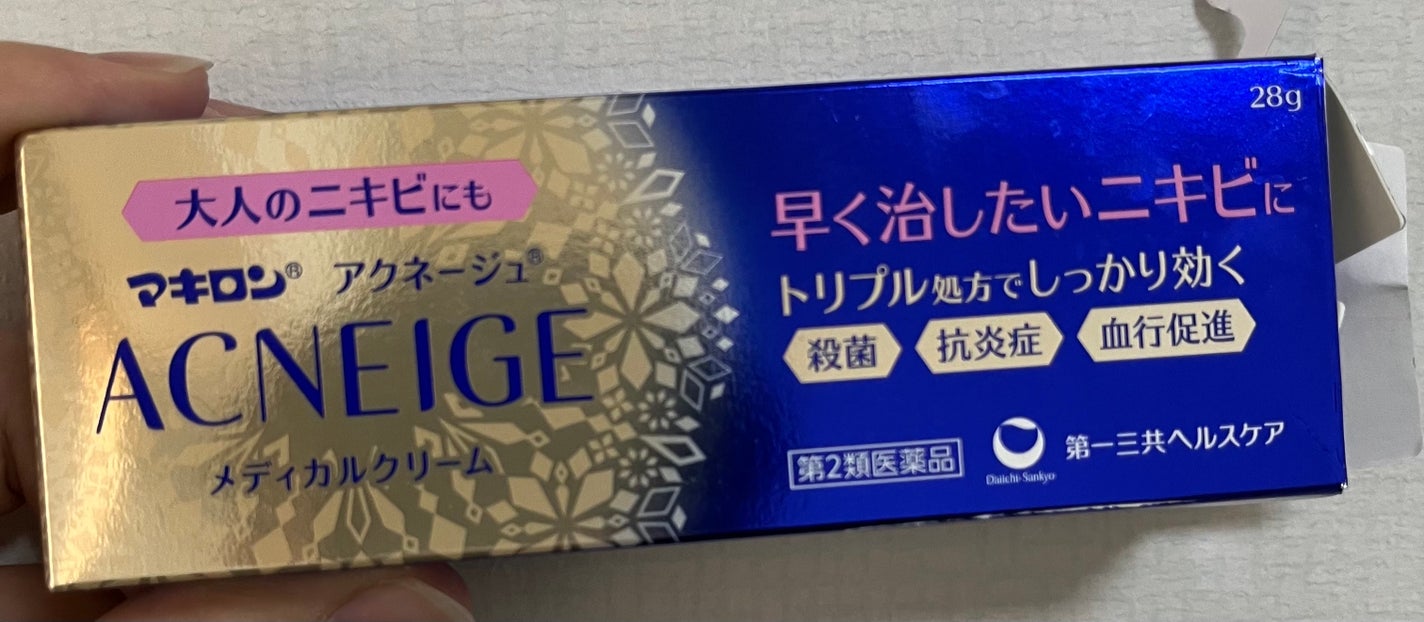 大人のニキビにも
マキロン® アクネージュ®
ACNEIGE
メディカルクリーム
28g
早く治したいニキビに
トリプル処方でしっかり効く
殺菌 抗炎症 血行促進
第2類医薬品
Daiichi-Sankyo
第一三共ヘルスケア